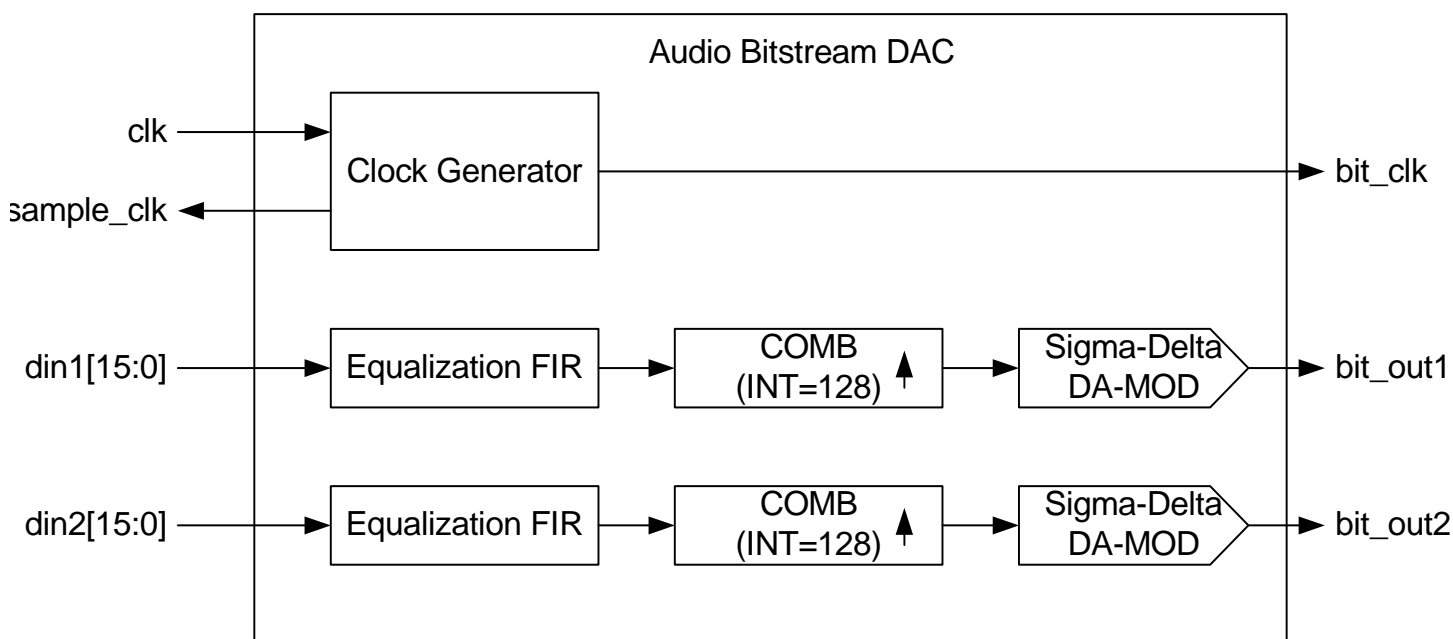 Audio Bitstream DAC
clk
Clock Generator
bit_clk
sample_clk
din1[15:0]
Equalization FIR
COMB
(INT=128)
Sigma-Delta
DA-MOD
bit_out1
din2[15:0]
Equalization FIR
COMB
(INT=128)
Sigma-Delta
DA-MOD
bit_out2